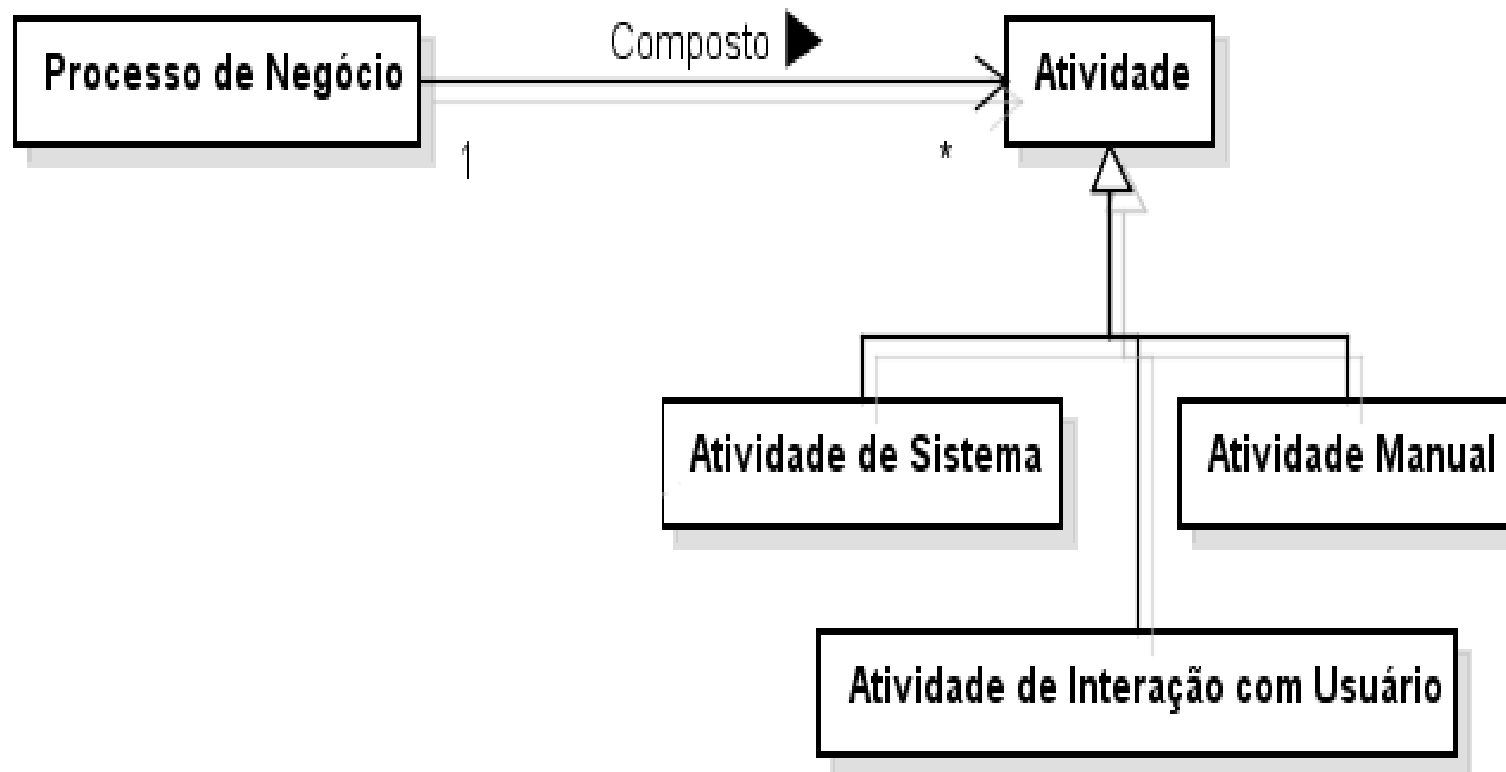 Composto
Processo de Negócio
Atividade
1
*
Atividade de Sistema
Atividade Manual
Atividade de Interação com Usuário